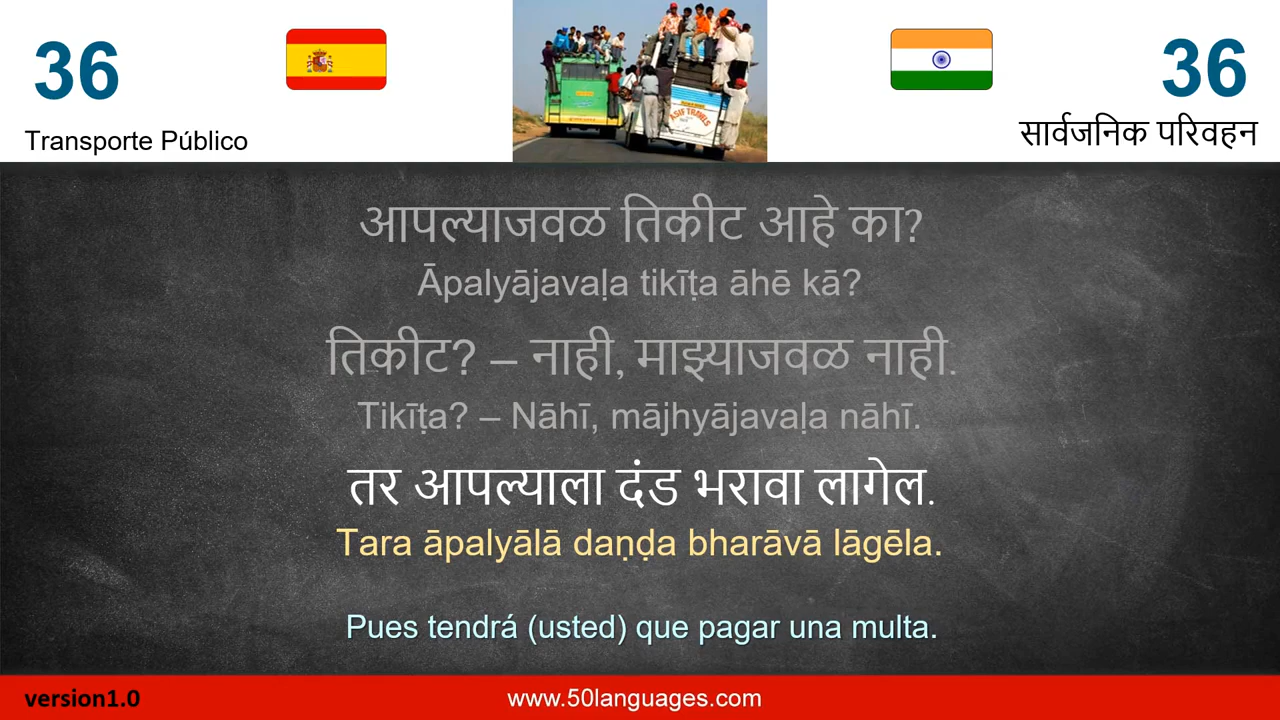 36
36
Transporte Público
सार्वजनिक परिवहन
ASIF TRAVELS
आपल्याजवळ तिकीट आहे का?
Āpalyājavaḷa tikīṭa āhē kā?
तिकीट? – नाही, माझ्याजवळ नाही.
Tikīṭa? – Nāhī, mājhyājavaḷa nāhī.
तर आपल्याला दंड भरावा लागेल.
Tara āpalyālā daṇḍa bharāvā lāgēla.
Pues tendrá (usted) que pagar una multa.
version1.0
www.50languages.com